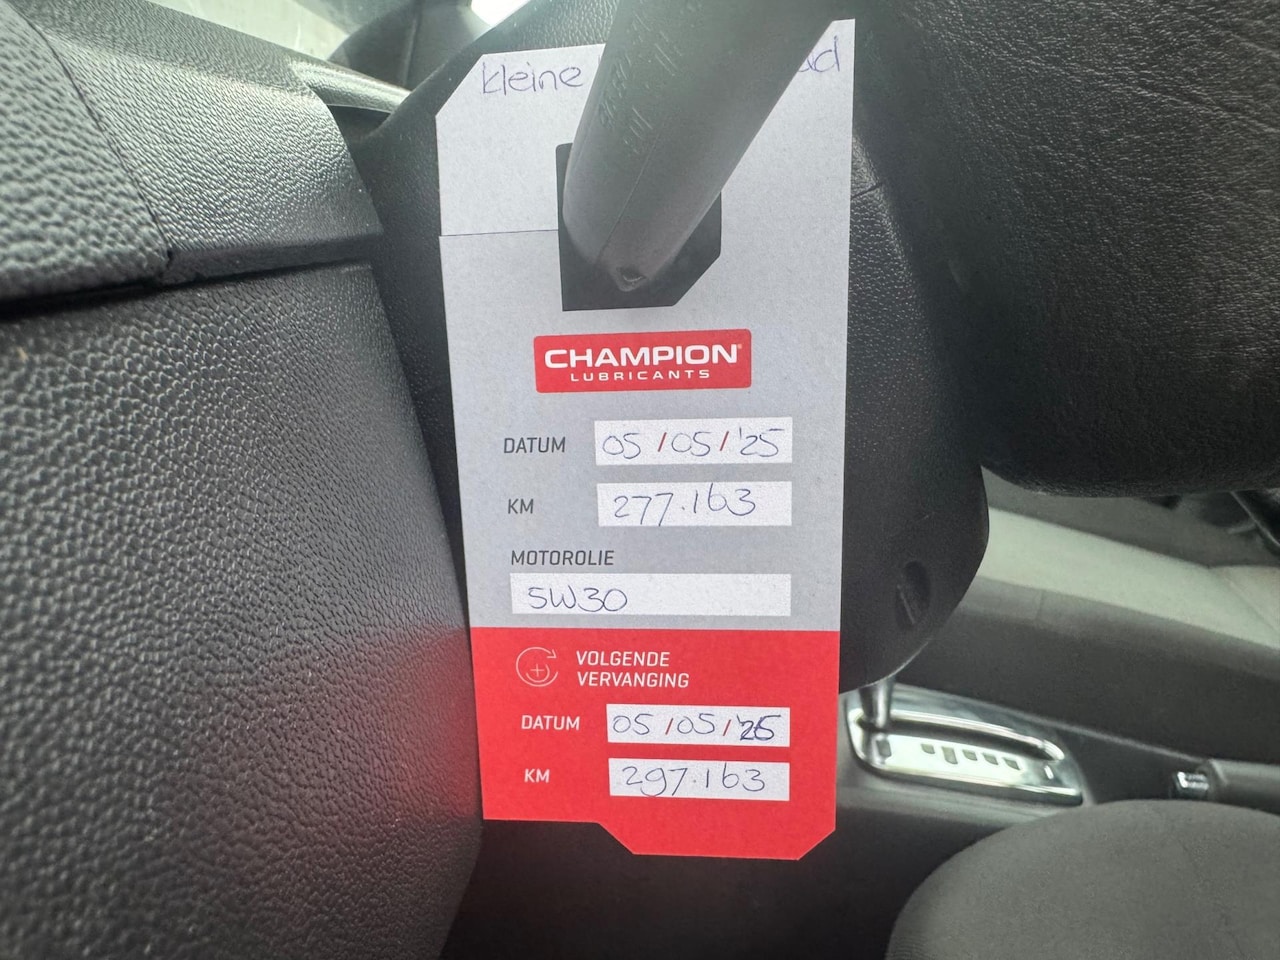 kleine
CHAMPION®
LUBRICANTS
DATUM 05/05/'25
KM 277.163
MOTOROLIE
5W30
VOLGENDE
VERVANGING
DATUM 05/05/'26
KM 297.163